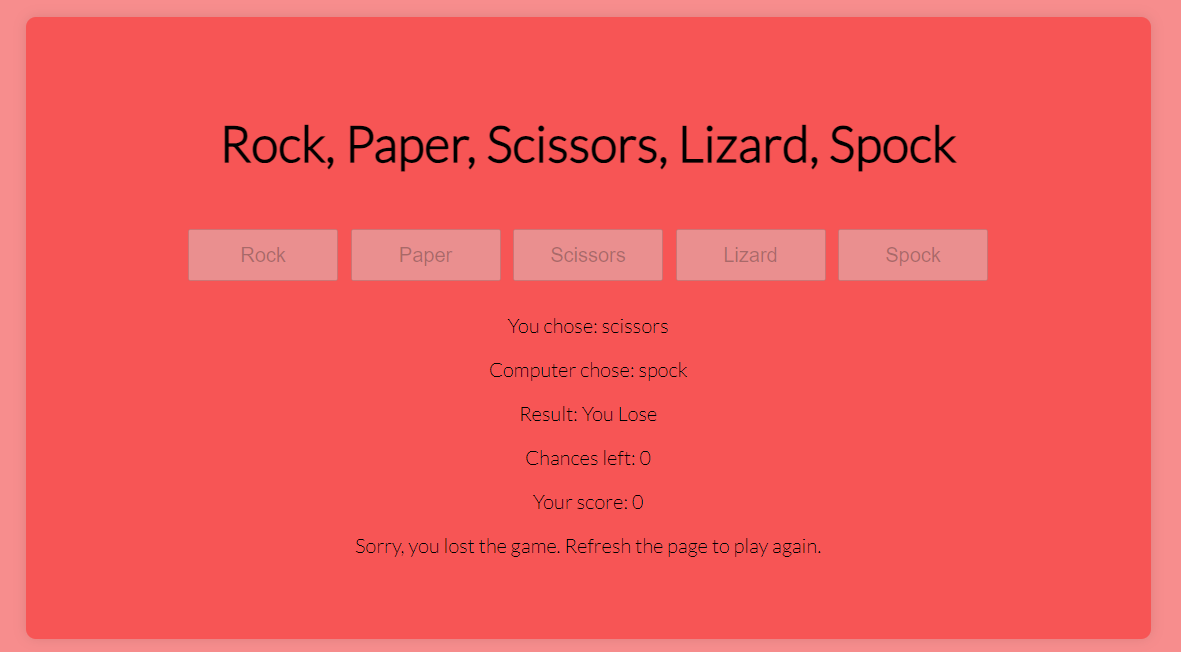 Rock, Paper, Scissors, Lizard, Spock
Rock Paper Scissors Lizard Spock
You chose: scissors
Computer chose: spock
Result: You Lose
Chances left: 0
Your score: 0
Sorry, you lost the game. Refresh the page to play again.